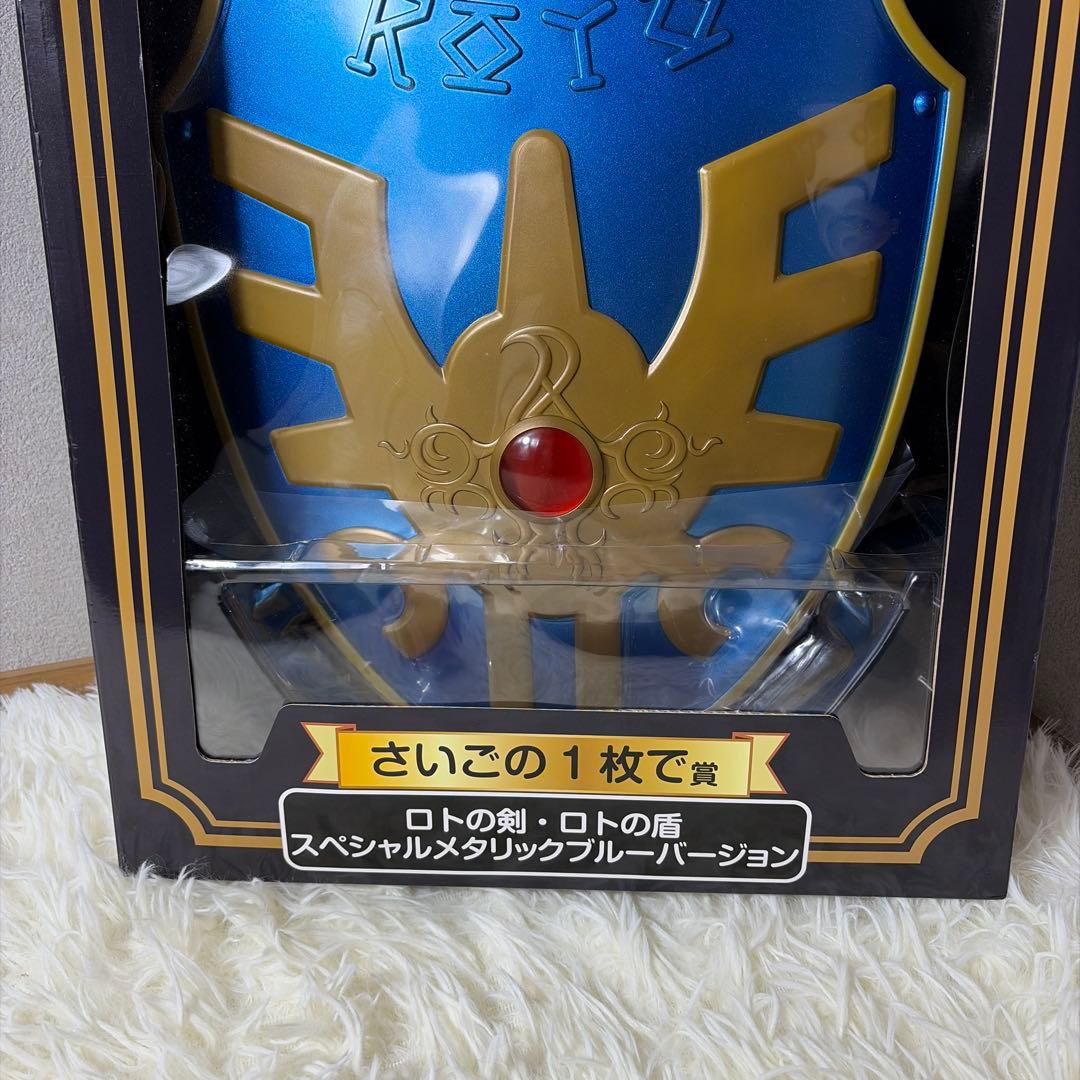 さいごの1枚で賞
ロトの剣・ロトの盾
スペシャルメタリックブルーバージョン